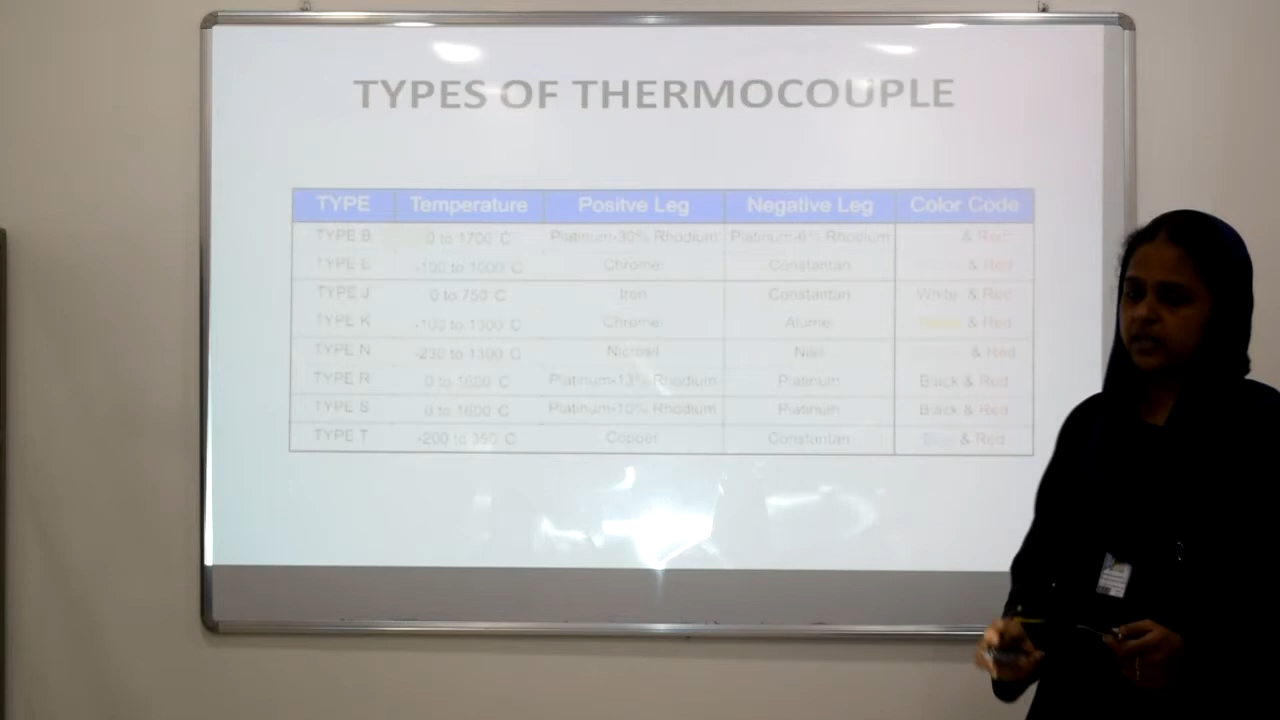 TYPES OF THERMOCOUPLE
TYPE Temperature Positve Leg Negative Leg Color Code
TYPE B 0 to 1700 C Platinum-30% Rhodium Platinum-6% Rhodium & Red
TYPE E -100 to 1000 C Chromel Constantan & Red
TYPE J 0 to 750 C Iron Constantan White & Red
TYPE K -100 to 1300 C Chromel Alumel Yellow & Red
TYPE N -230 to 1300 C Nicrosil Nisil & Red
TYPE R 0 to 1600 C Platinum-13% Rhodium Platinum Black & Red
TYPE S 0 to 1600 C Platinum-10% Rhodium Platinum Black & Red
TYPE T -200 to 350 C Copper Constantan Blue & Red